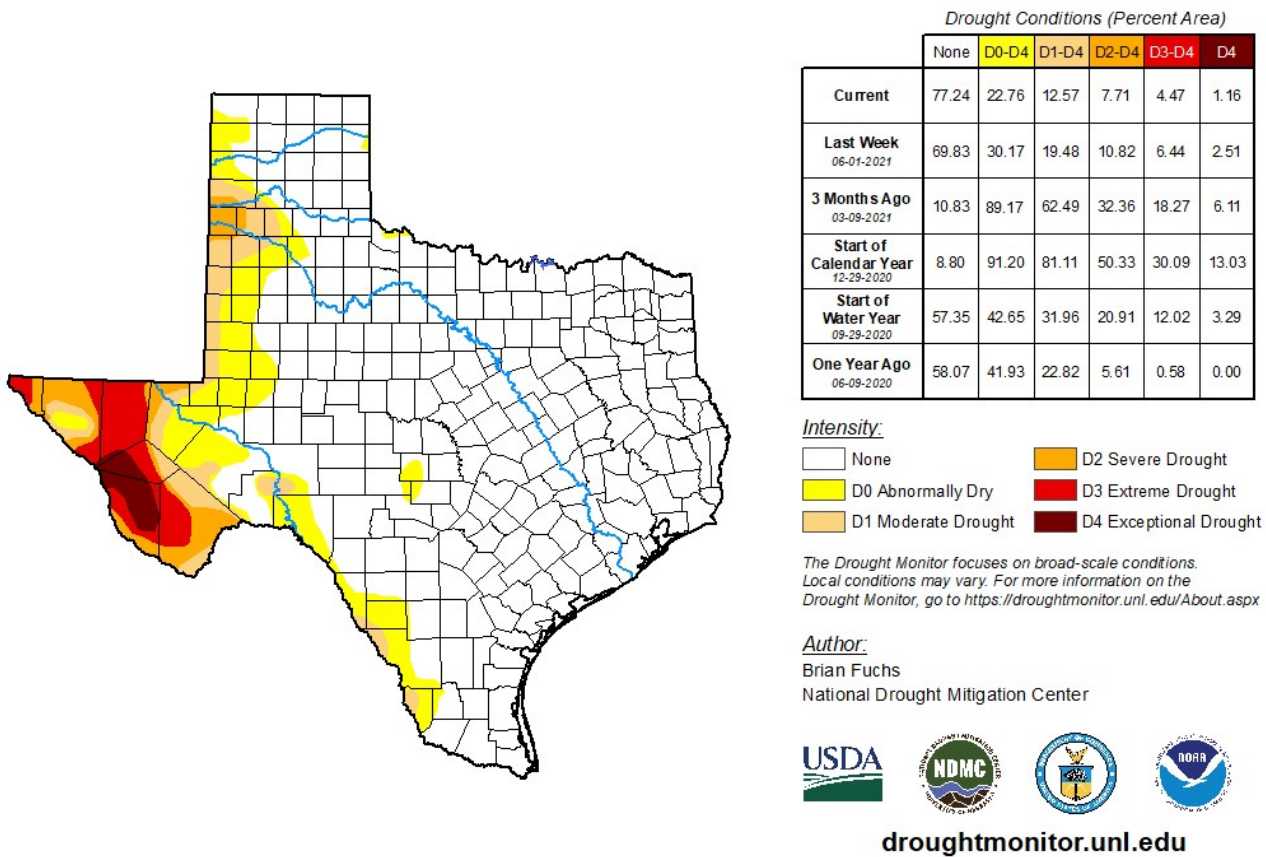 Drought Conditions (Percent Area)
None D0-D4 D1-D4 D2-D4 D3-D4 D4
Current 77.24 22.76 12.57 7.71 4.47 1.16
Last Week
06-01-2021 69.83 30.17 19.48 10.82 6.44 2.51
3 Months Ago
03-09-2021 10.83 89.17 62.49 32.36 18.27 6.11
Start of
Calendar Year
12-29-2020 8.80 91.20 81.11 50.33 30.09 13.03
Start of
Water Year
09-29-2020 57.35 42.65 31.96 20.91 12.02 3.29
One Year Ago
06-09-2020 58.07 41.93 22.82 5.61 0.58 0.00
Intensity:
None
D0 Abnormally Dry
D1 Moderate Drought
D2 Severe Drought
D3 Extreme Drought
D4 Exceptional Drought
The Drought Monitor focuses on broad-scale conditions.
Local conditions may vary. For more information on the
Drought Monitor, go to https://droughtmonitor.unl.edu/About.aspx
Author:
Brian Fuchs
National Drought Mitigation Center
USDA
NDMC
NOAA
droughtmonitor.unl.edu